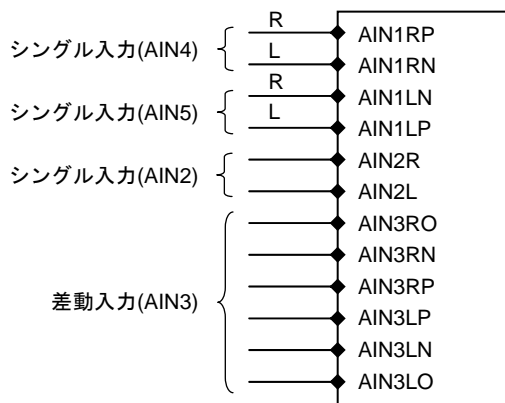 R
AIN1RP
シングル入力(AIN4)
L
AIN1RN
R
AIN1LN
シングル入力(AIN5)
L
AIN1LP
AIN2R
シングル入力(AIN2)
AIN2L
AIN3RO
AIN3RN
AIN3RP
差動入力(AIN3)
AIN3LP
AIN3LN
AIN3LO